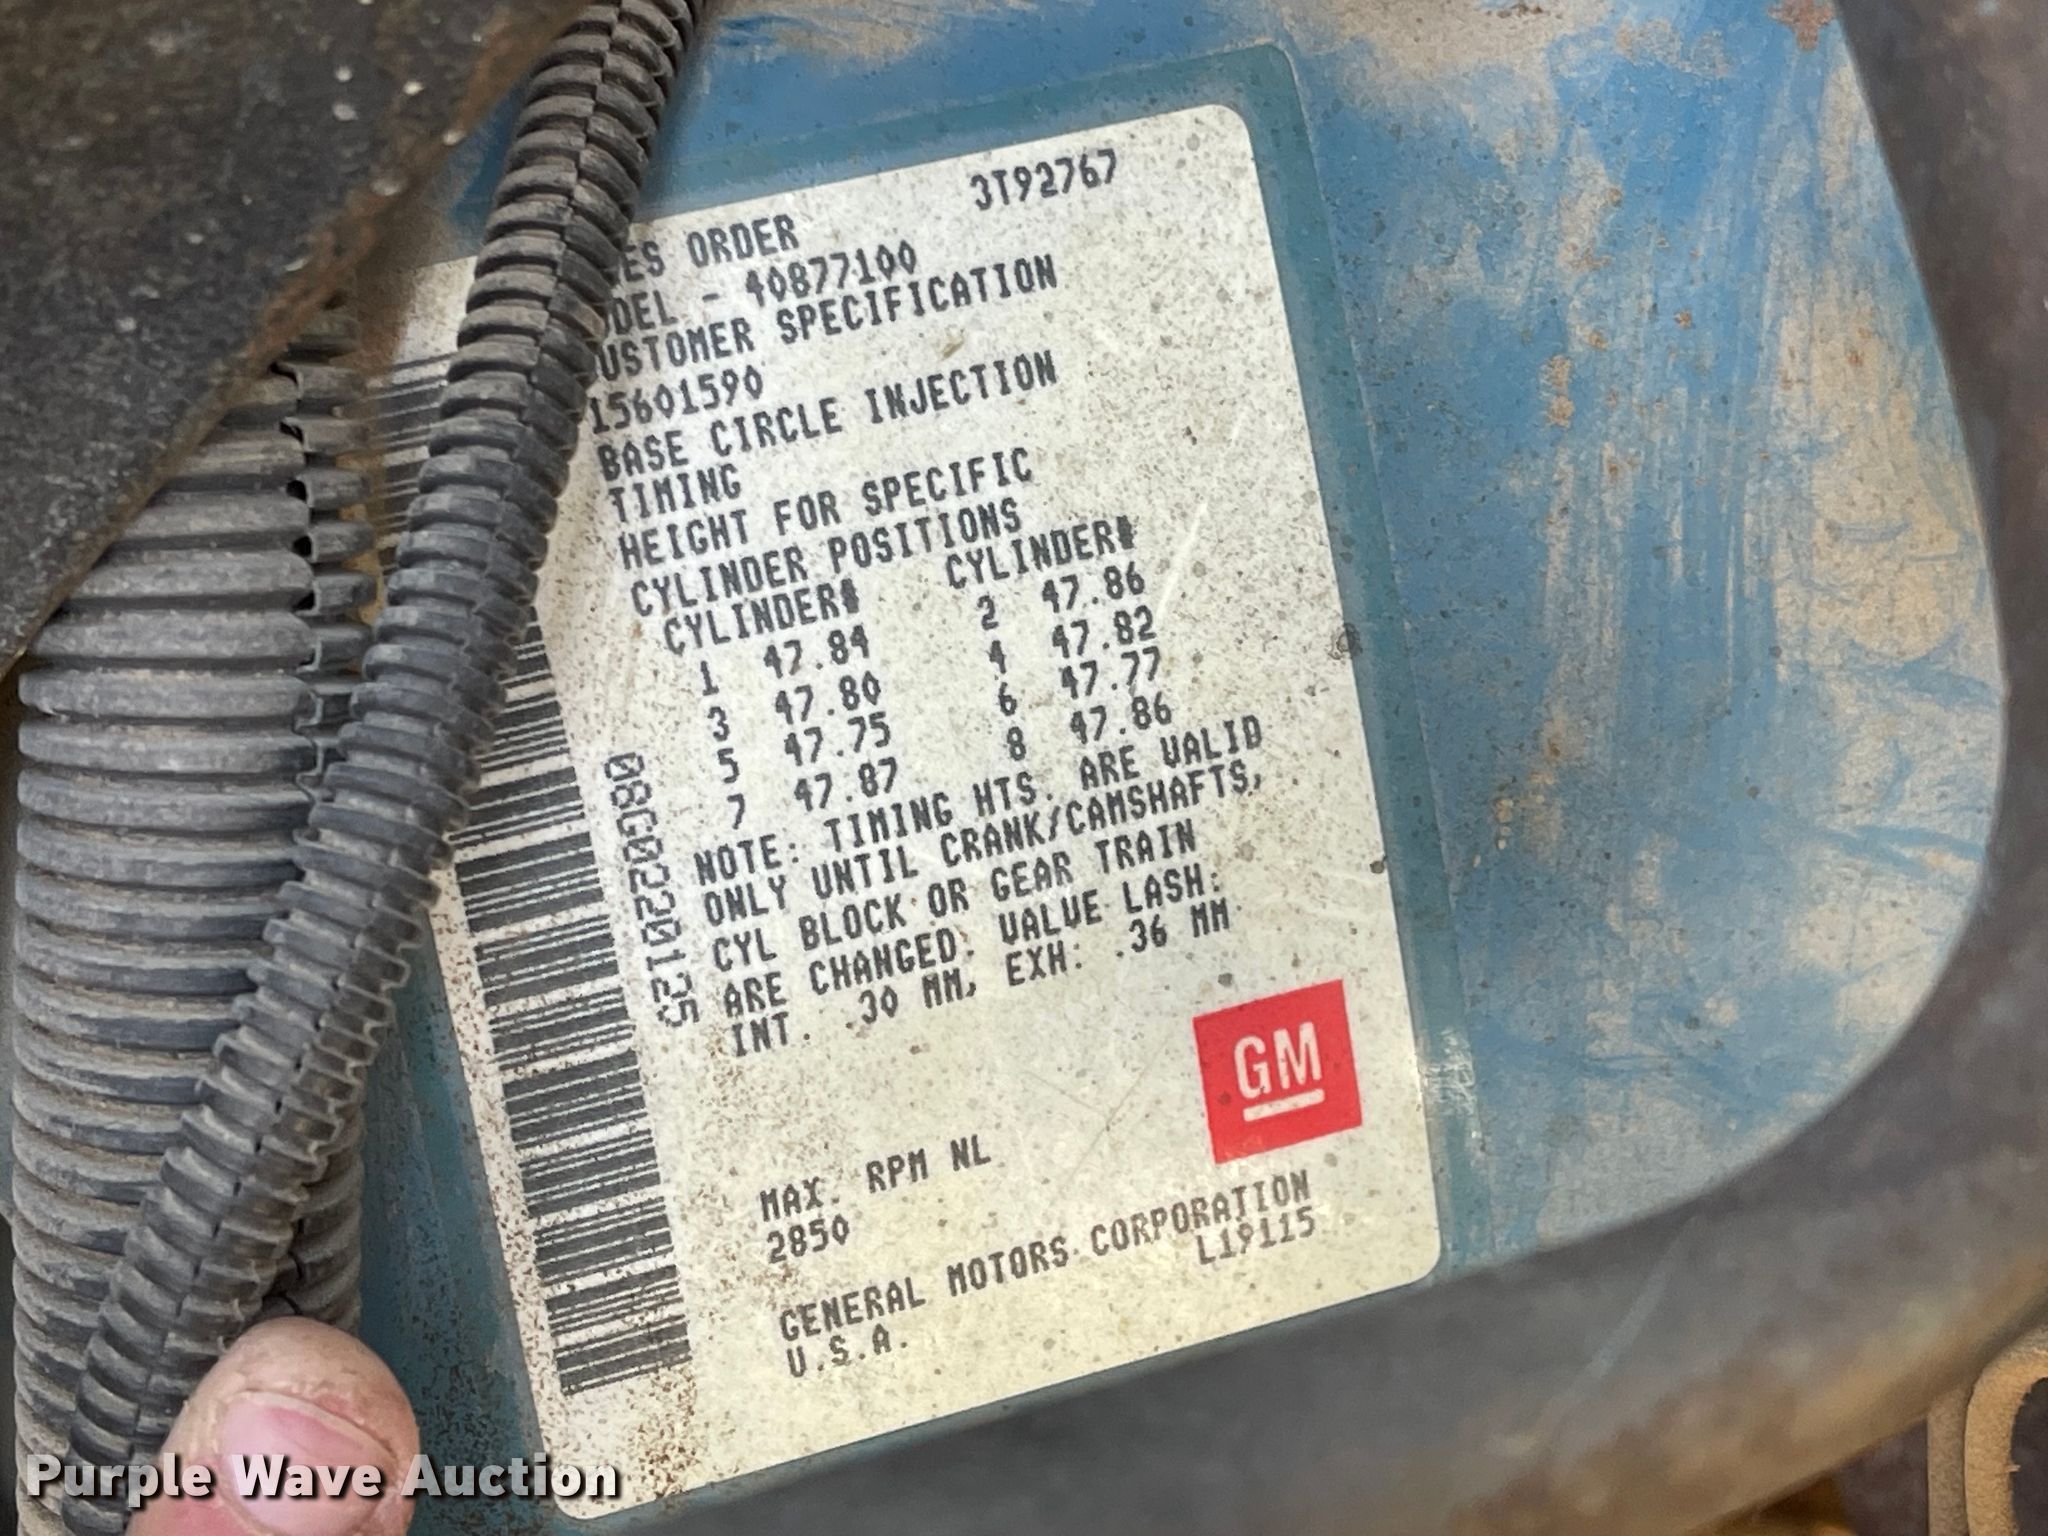 3T92767
ES ORDER
DEL - 40877100
USTOMER SPECIFICATION
15601590
BASE CIRCLE INJECTION
TIMING
HEIGHT FOR SPECIFIC
CYLINDER POSITIONS
CYLINDER# CYLINDER#
1 47.84 2 47.86
3 47.80 4 47.82
5 47.75 6 47.77
7 47.87 8 47.86
NOTE: TIMING HTS. ARE VALID
ONLY UNTIL CRANK/CAMSHAFTS,
CYL BLOCK OR GEAR TRAIN
ARE CHANGED. VALUE LASH:
INT. .30 MM, EXH: .36 MM
08G0220125
GM
MAX. RPM NL
2850
GENERAL MOTORS CORPORATION
U.S.A. L19115
Purple Wave Auction